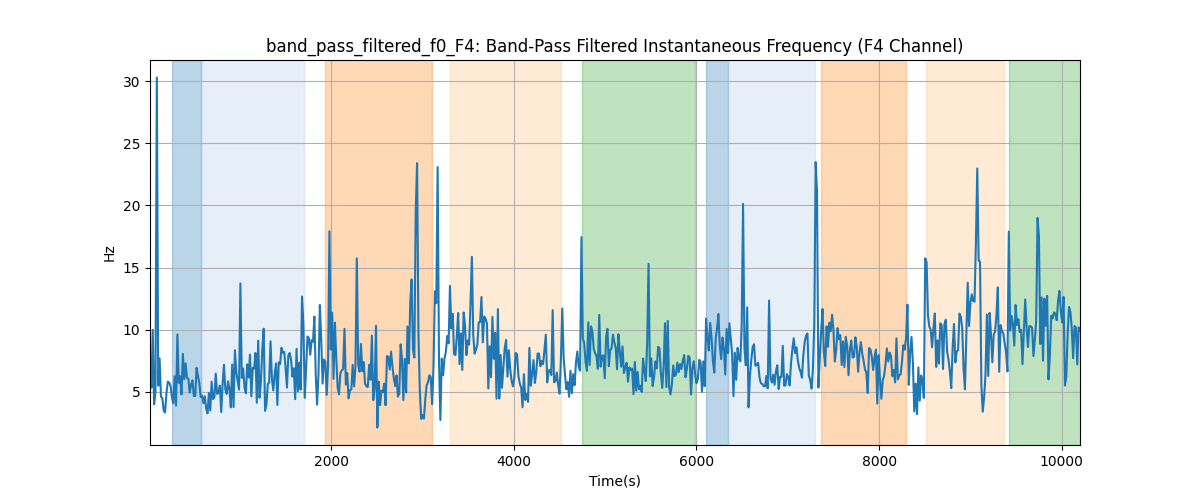 band_pass_filtered_f0_F4: Band-Pass Filtered Instantaneous Frequency (F4 Channel)
30
25
20
15
10
5
Hz
2000 4000 6000 8000 10000
Time(s)